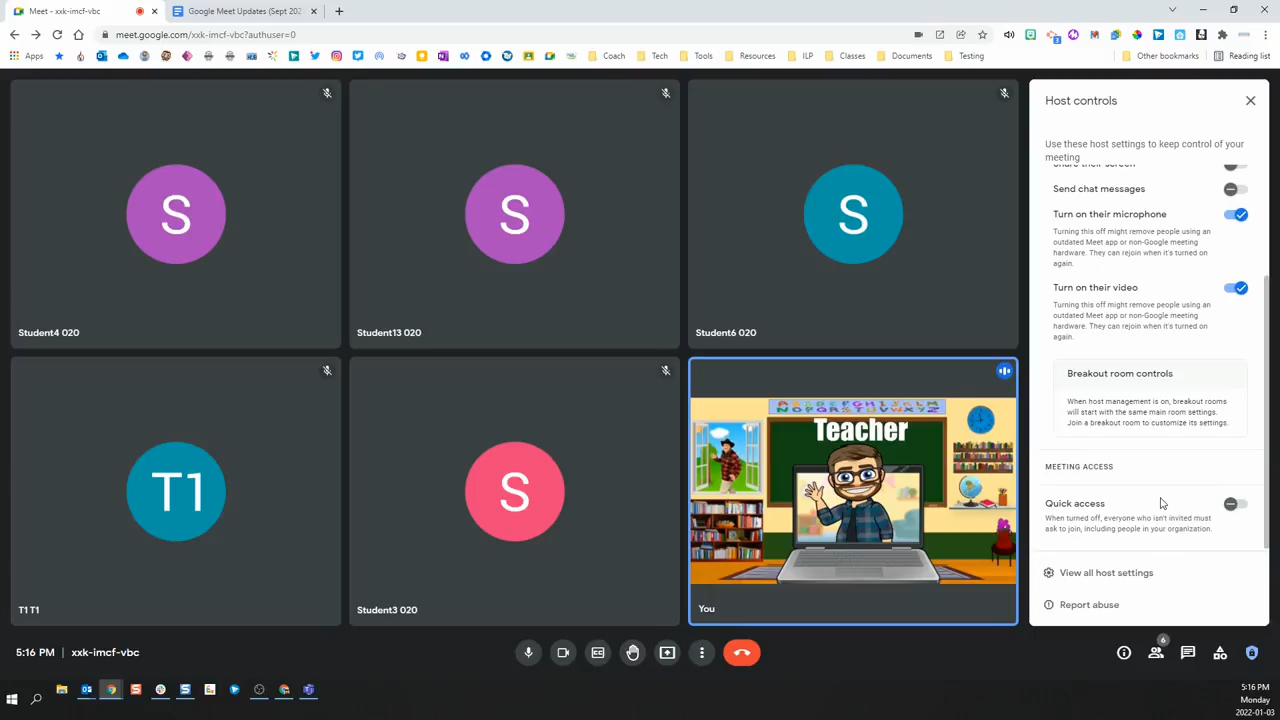 Meet – xxk-imcf-vbc
Google Meet Updates (Sept 202
meet.google.com/xxk-imcf-vbc?authuser=0
Apps
Coach
Tech
Tools
Resources
ILP
Classes
Documents
Testing
Other bookmarks
Reading list
S
Student4 020
S
Student13 020
S
Student6 020
T1
T1 T1
S
Student3 020
Teacher
You
Host controls
Use these host settings to keep control of your
meeting
Share their screen
Send chat messages
Turn on their microphone
Turning this off might remove people using an
outdated Meet app or non-Google meeting
hardware. They can rejoin when it's turned on
again.
Turn on their video
Turning this off might remove people using an
outdated Meet app or non-Google meeting
hardware. They can rejoin when it's turned on
again.
Breakout room controls
When host management is on, breakout rooms
will start with the same main room settings.
Join a breakout room to customize its settings.
MEETING ACCESS
Quick access
When turned off, everyone who isn't invited must
ask to join, including people in your organization.
View all host settings
Report abuse
5:16 PM | xxk-imcf-vbc
6
5:16 PM
Monday
2022-01-03